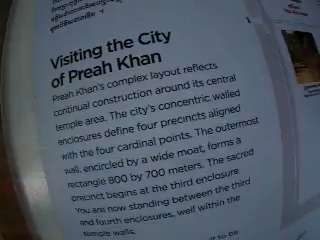 Visiting the City
of Preah Khan
Preah Khan's complex layout reflects
continual construction around its central
temple area. The city's concentric walled
enclosures define four precincts aligned
with the four cardinal points. The outermost
wall, encircled by a wide moat, forms a
rectangle 800 by 700 meters. The sacred
precinct begins at the third enclosure
You are now standing between the third
and fourth enclosures, well within the
temple walls.
to be